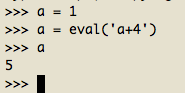 >>> a = 1
>>> a = eval('a+4')
>>> a
5
>>>